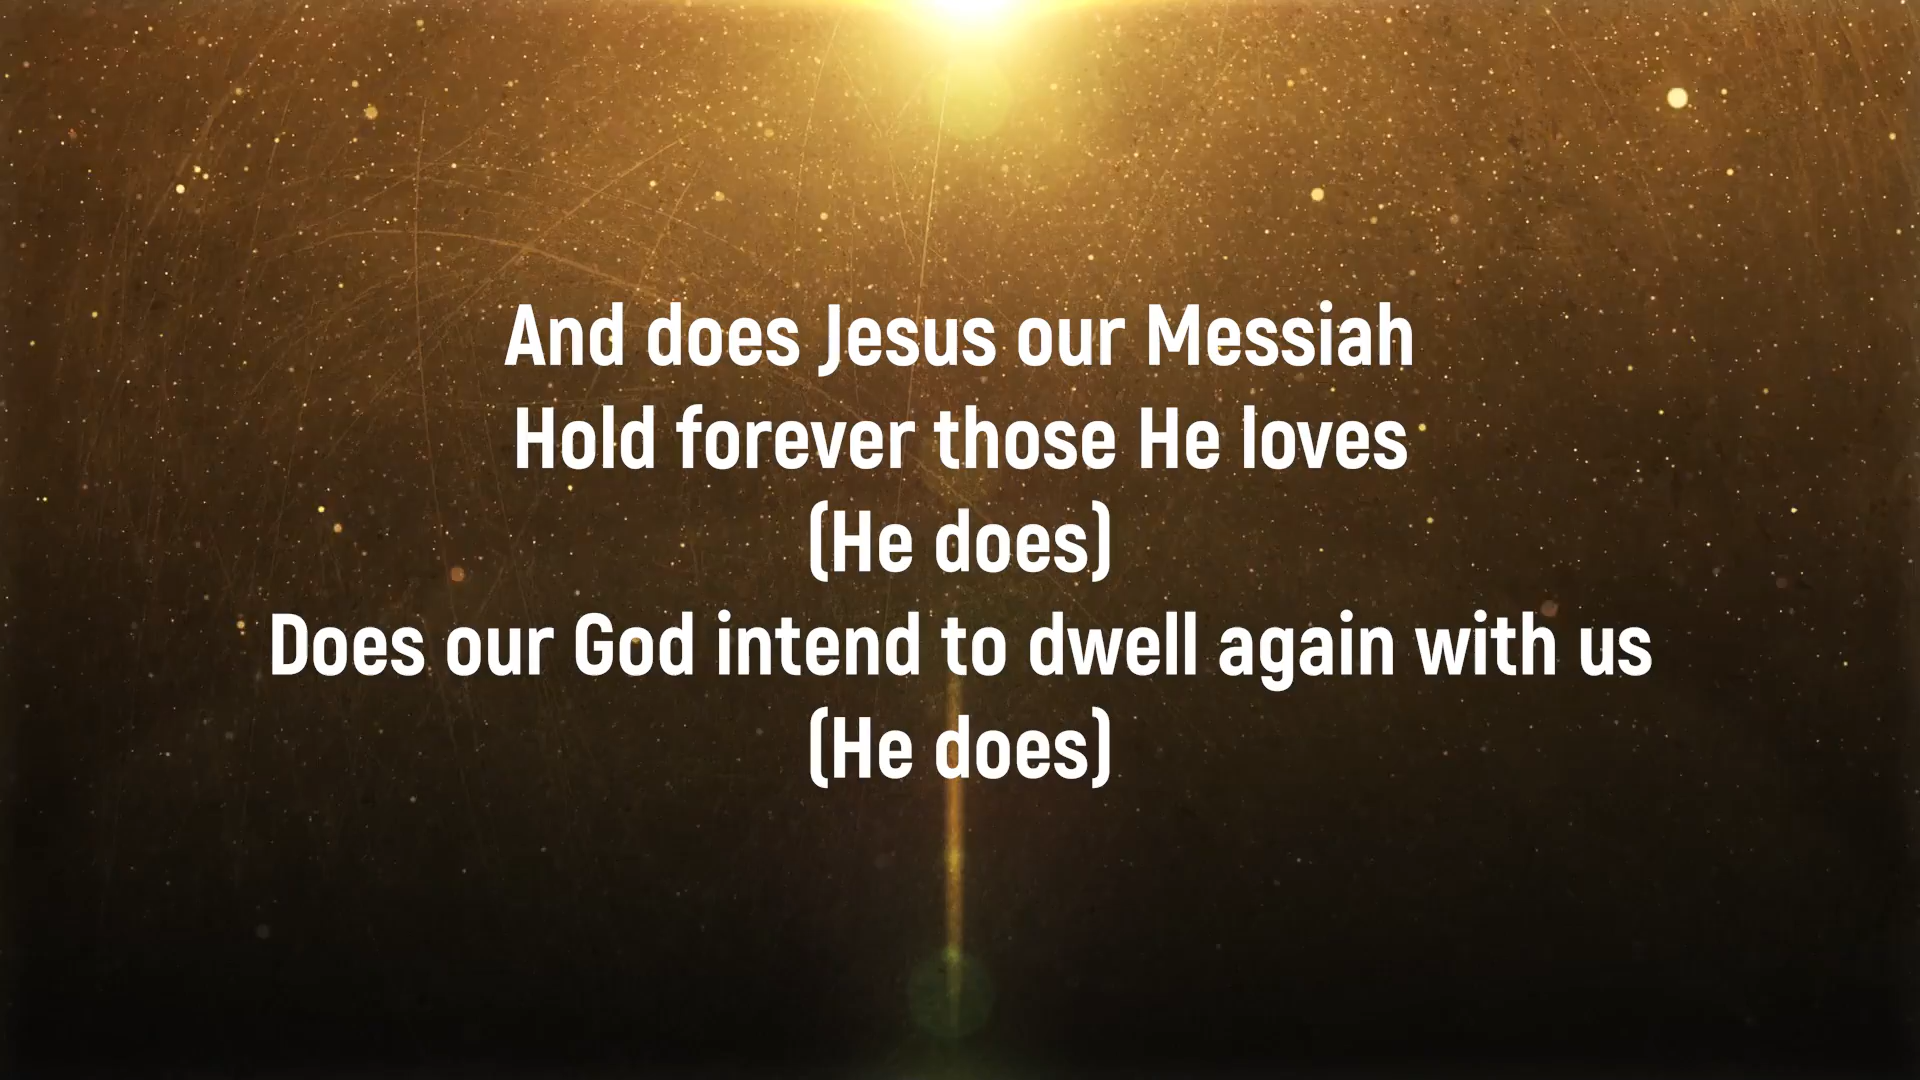 And does Jesus our Messiah
Hold forever those He loves
(He does)
Does our God intend to dwell again with us
(He does)